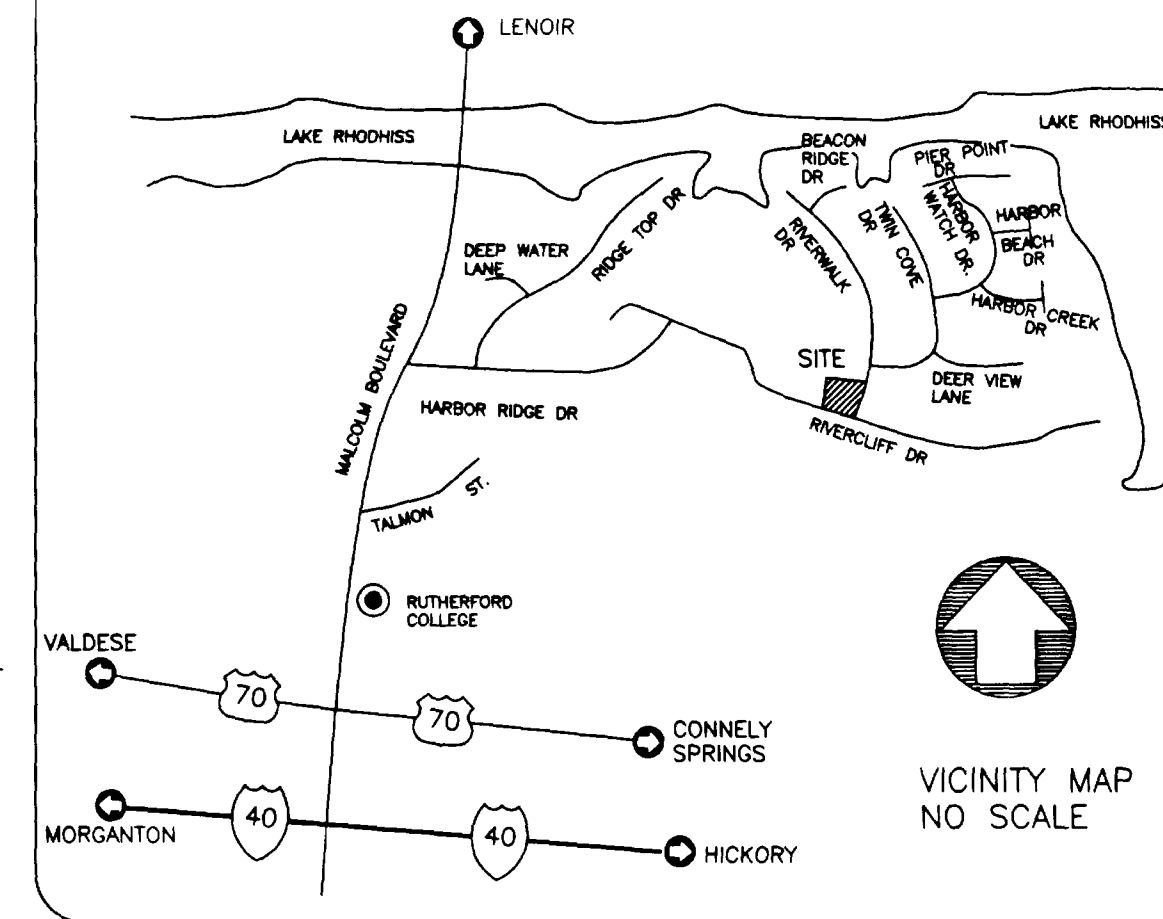 LENOIR
LAKE RHODHISS
LAKE RHODHISS
BEACON
RIDGE
DR
PIER POINT
DR
HARBOR
WATCH DR.
HARBOR
BEACH
DR
TWIN COVE
DR
RIVERWALK
DR
RIDGE TOP DR
DEEP WATER
LANE
HARBOR CREEK
DR
MALCOLM BOULEVARD
SITE
DEER VIEW
LANE
HARBOR RIDGE DR
RIVERCLIFF DR
TALMON ST.
RUTHERFORD
COLLEGE
VALDESE
70
70
CONNELY
SPRINGS
MORGANTON
40
40
HICKORY
VICINITY MAP
NO SCALE